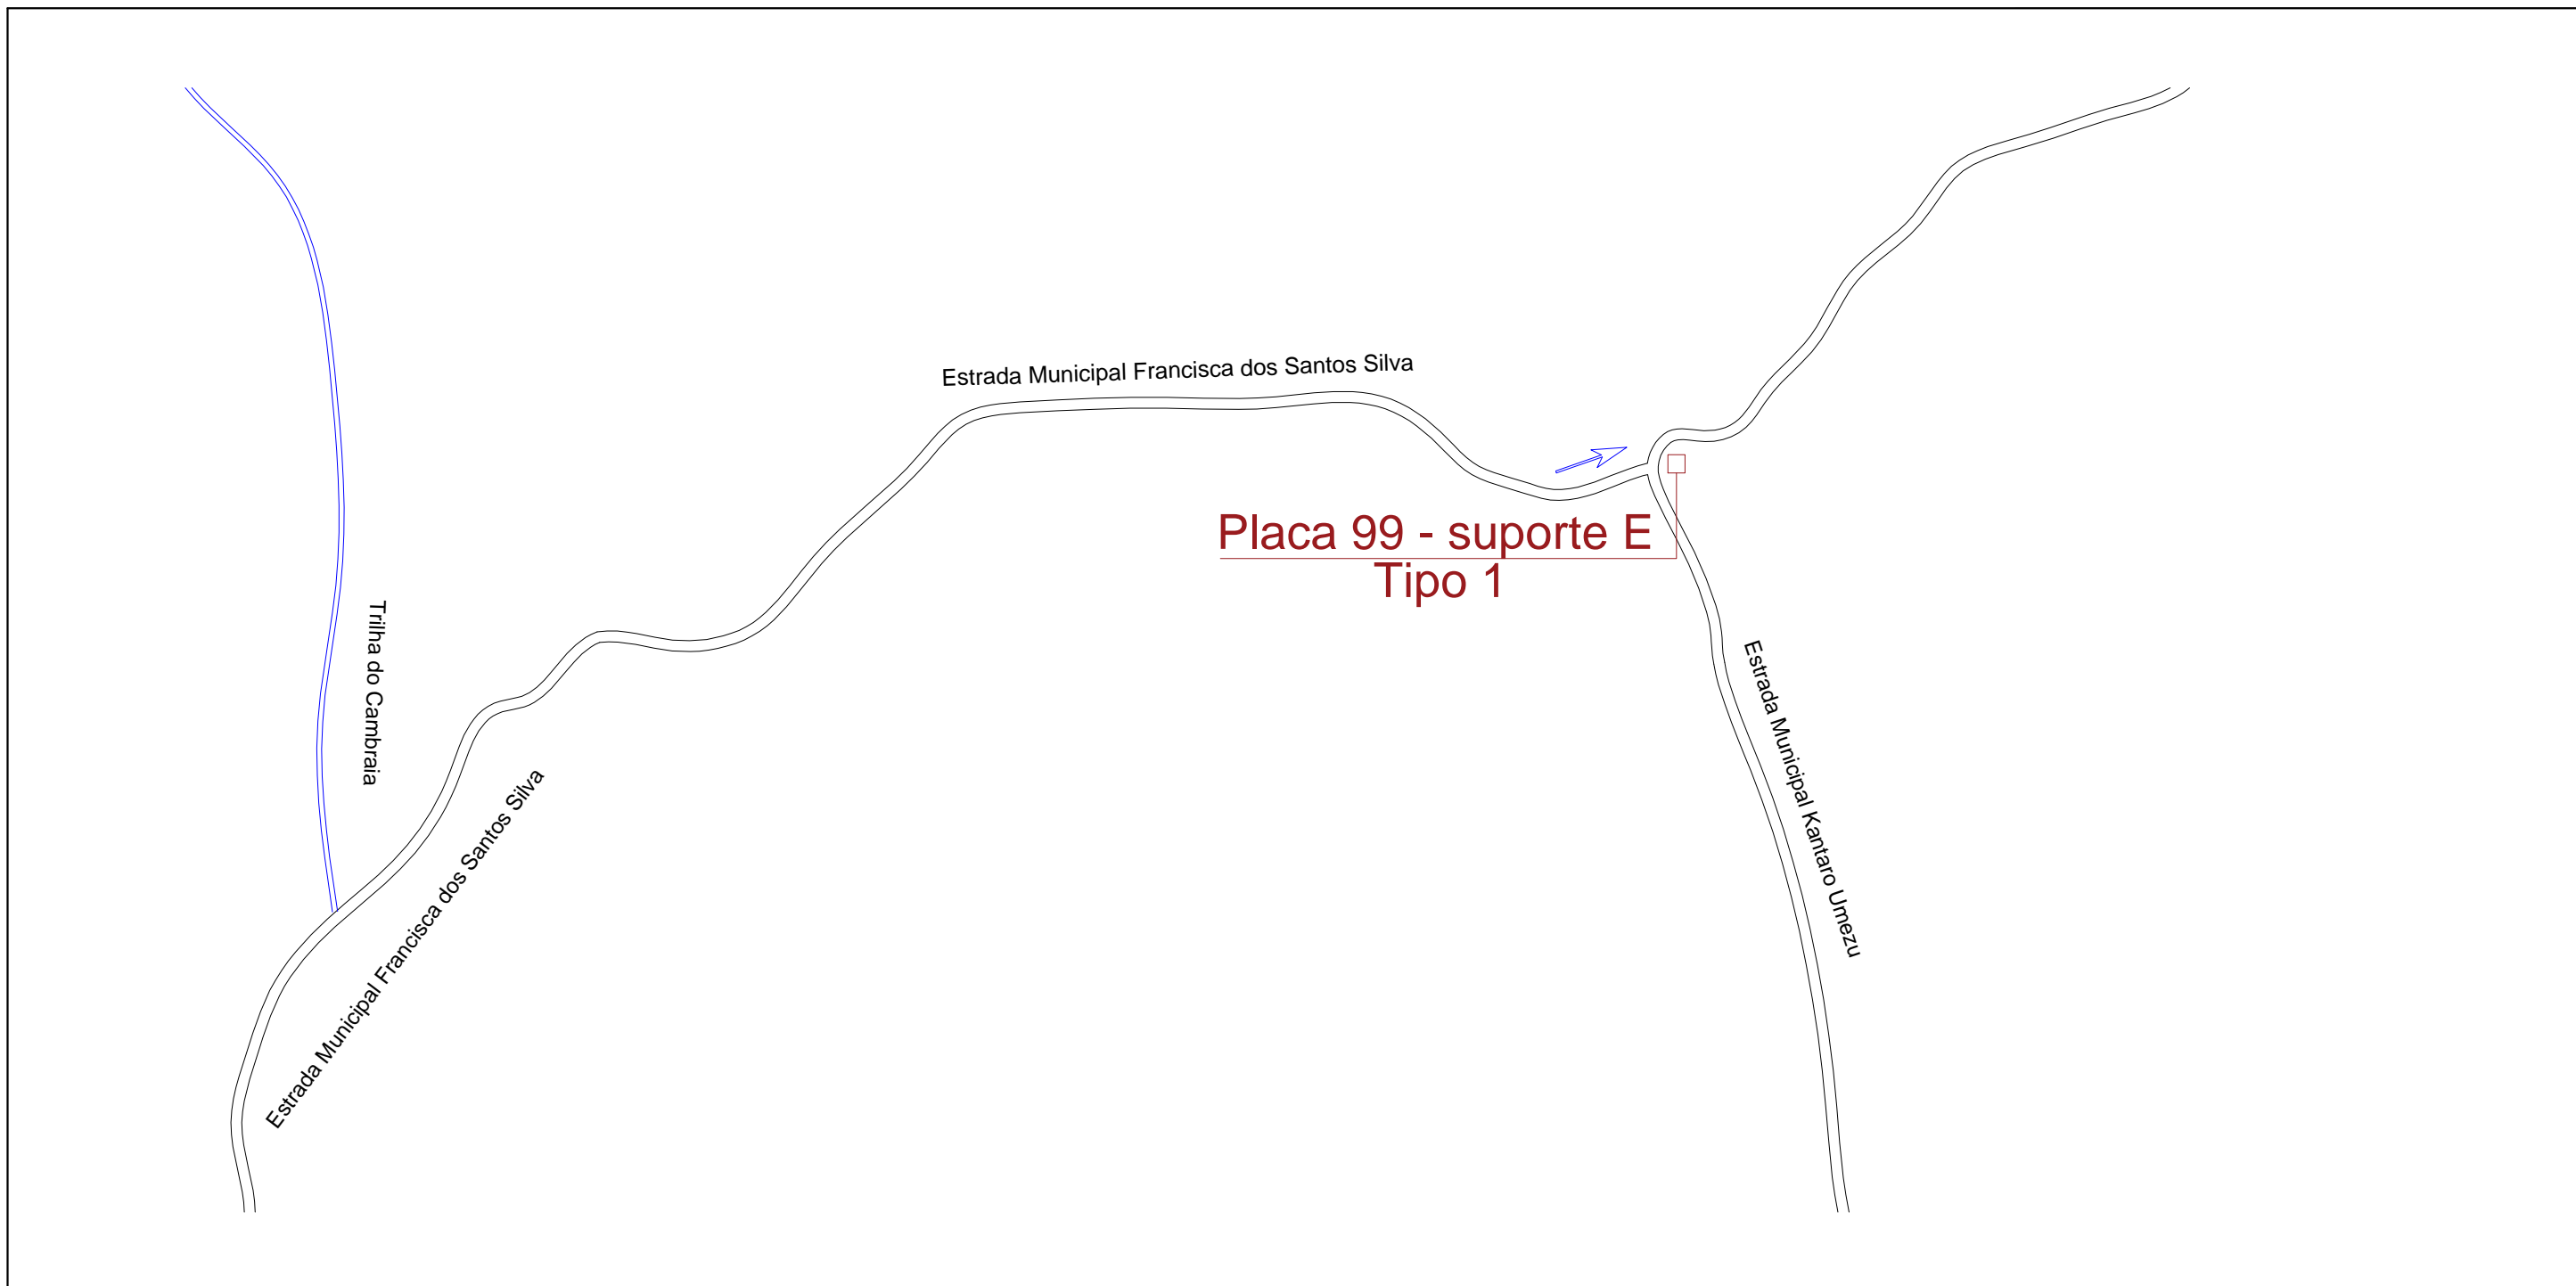 Estrada Municipal Francisca dos Santos Silva
Placa 99 - suporte E
Tipo 1
Trilha do Cambraia
Estrada Municipal Kantaro Umezu
Estrada Municipal Francisca dos Santos Silva